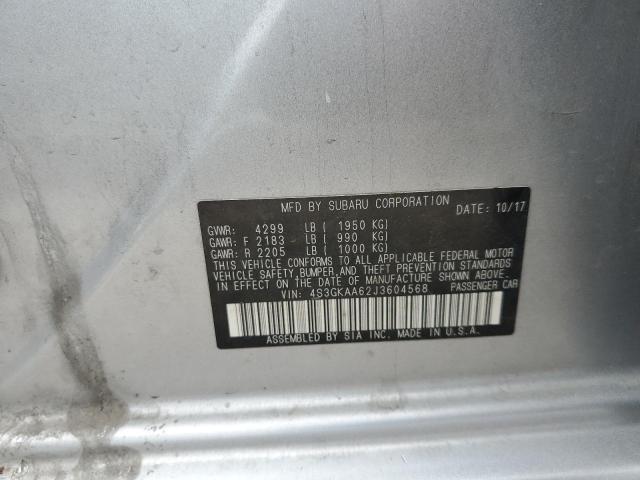 MFD BY SUBARU CORPORATION DATE: 10/17
GVWR: 4299 LB ( 1950 KG)
GAWR: F 2183 LB ( 990 KG)
GAWR: R 2205 LB ( 1000 KG)
THIS VEHICLE CONFORMS TO ALL APPLICABLE FEDERAL MOTOR
VEHICLE SAFETY,BUMPER,AND THEFT PREVENTION STANDARDS
IN EFFECT ON THE DATE OF MANUFACTURE SHOWN ABOVE.
VIN: 4S3GKAA62J3604568 PASSENGER CAR
ASSEMBLED BY SIA INC. MADE IN U.S.A.